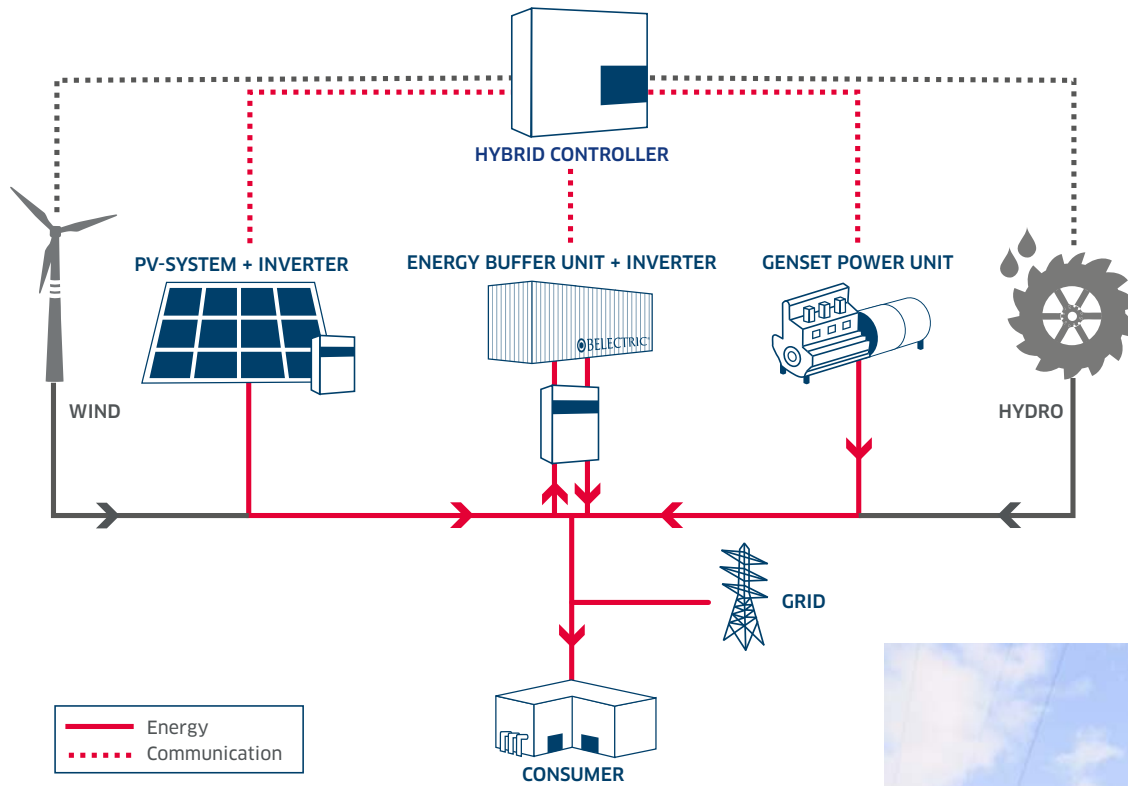 HYBRID CONTROLLER
PV-SYSTEM + INVERTER
ENERGY BUFFER UNIT + INVERTER
GENSET POWER UNIT
BELECTRIC®
WIND
HYDRO
GRID
Energy
Communication
CONSUMER